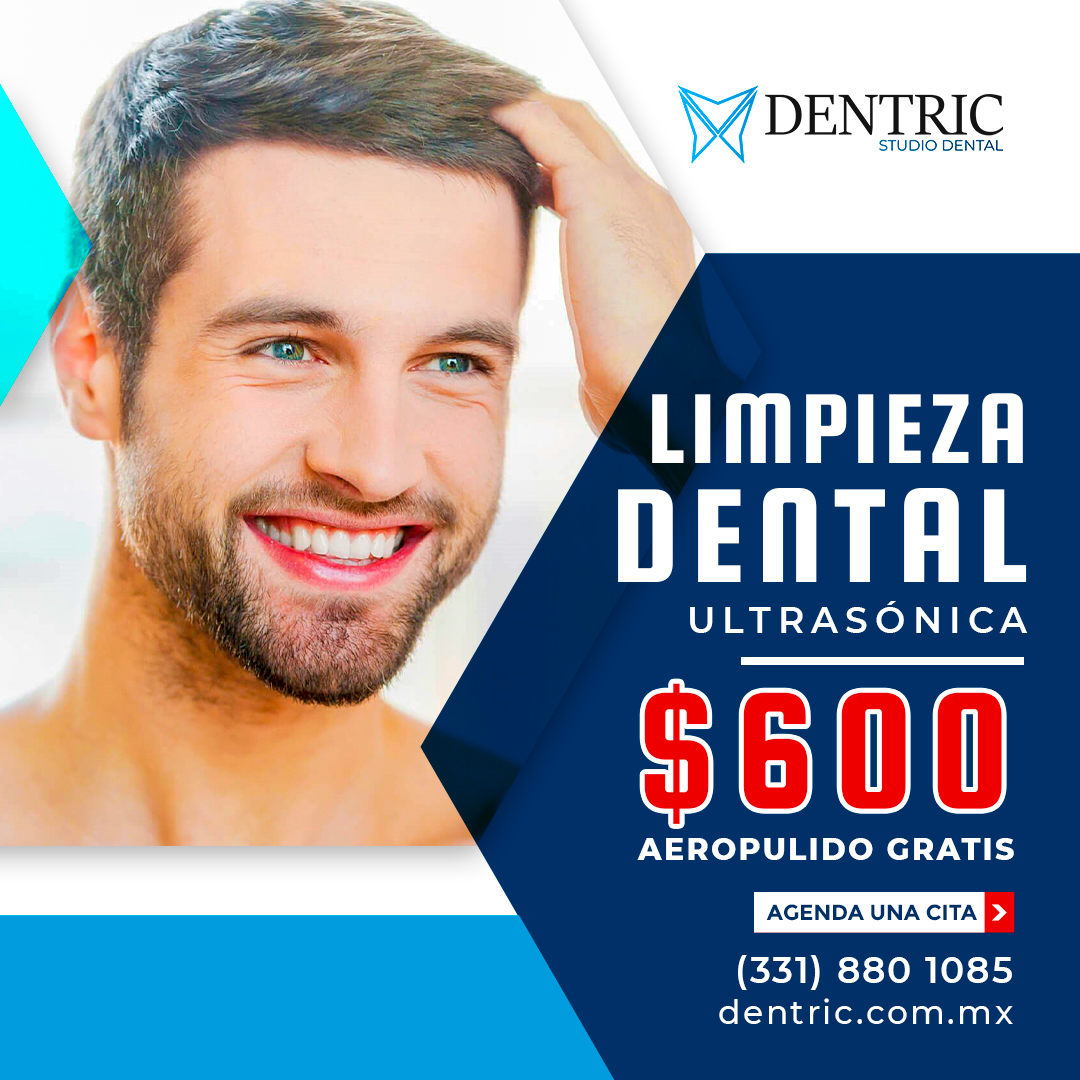 DENTRIC
STUDIO DENTAL
LIMPIEZA
DENTAL
ULTRASÓNICA
$600
AEROPULIDO GRATIS
AGENDA UNA CITA
(331) 880 1085
dentric.com.mx